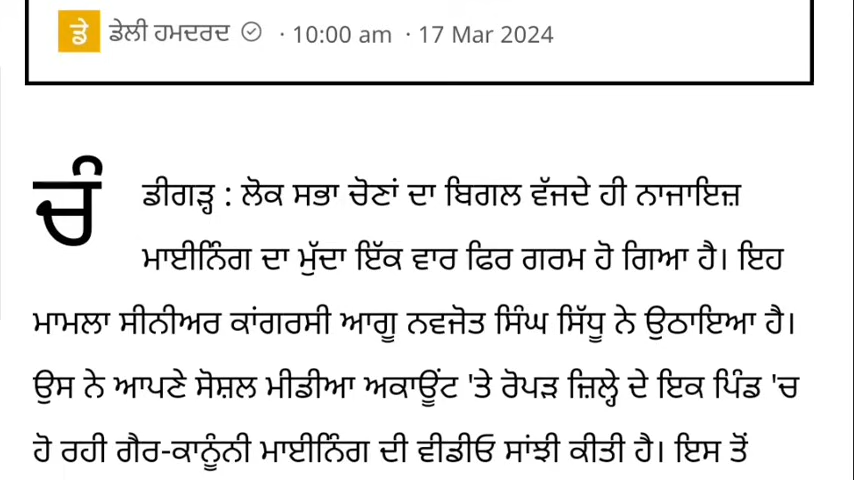 ਡੇ ਡੇਲੀ ਹਮਦਰਦ · 10:00 am · 17 Mar 2024
ਚੰਡੀਗੜ੍ਹ : ਲੋਕ ਸਭਾ ਚੋਣਾਂ ਦਾ ਬਿਗਲ ਵੱਜਦੇ ਹੀ ਨਾਜਾਇਜ਼
ਮਾਈਨਿੰਗ ਦਾ ਮੁੱਦਾ ਇੱਕ ਵਾਰ ਫਿਰ ਗਰਮ ਹੋ ਗਿਆ ਹੈ। ਇਹ
ਮਾਮਲਾ ਸੀਨੀਅਰ ਕਾਂਗਰਸੀ ਆਗੂ ਨਵਜੋਤ ਸਿੰਘ ਸਿੱਧੂ ਨੇ ਉਠਾਇਆ ਹੈ।
ਉਸ ਨੇ ਆਪਣੇ ਸੋਸ਼ਲ ਮੀਡੀਆ ਅਕਾਊਂਟ 'ਤੇ ਰੋਪੜ ਜ਼ਿਲ੍ਹੇ ਦੇ ਇਕ ਪਿੰਡ 'ਚ
ਹੋ ਰਹੀ ਗੈਰ-ਕਾਨੂੰਨੀ ਮਾਈਨਿੰਗ ਦੀ ਵੀਡੀਓ ਸਾਂਝੀ ਕੀਤੀ ਹੈ। ਇਸ ਤੋਂ